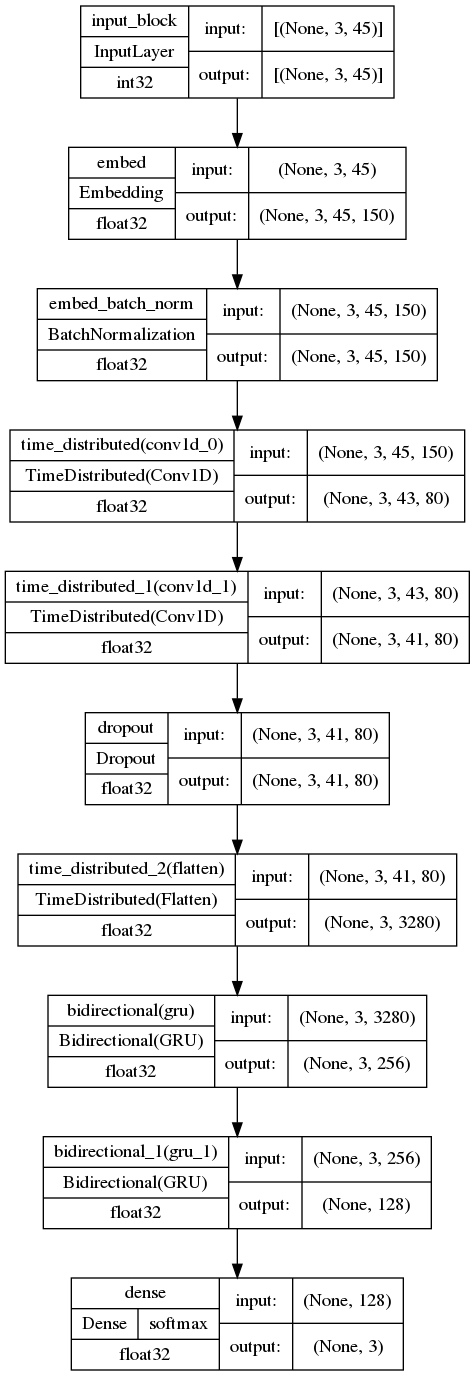 input_block
InputLayer
int32
input:
[(None, 3, 45)]
output:
[(None, 3, 45)]
embed
Embedding
float32
input:
(None, 3, 45)
output:
(None, 3, 45, 150)
embed_batch_norm
BatchNormalization
float32
input:
(None, 3, 45, 150)
output:
(None, 3, 45, 150)
time_distributed(conv1d_0)
TimeDistributed(Conv1D)
float32
input:
(None, 3, 45, 150)
output:
(None, 3, 43, 80)
time_distributed_1(conv1d_1)
TimeDistributed(Conv1D)
float32
input:
(None, 3, 43, 80)
output:
(None, 3, 41, 80)
dropout
Dropout
float32
input:
(None, 3, 41, 80)
output:
(None, 3, 41, 80)
time_distributed_2(flatten)
TimeDistributed(Flatten)
float32
input:
(None, 3, 41, 80)
output:
(None, 3, 3280)
bidirectional(gru)
Bidirectional(GRU)
float32
input:
(None, 3, 3280)
output:
(None, 3, 256)
bidirectional_1(gru_1)
Bidirectional(GRU)
float32
input:
(None, 3, 256)
output:
(None, 128)
dense
Dense softmax
float32
input:
(None, 128)
output:
(None, 3)